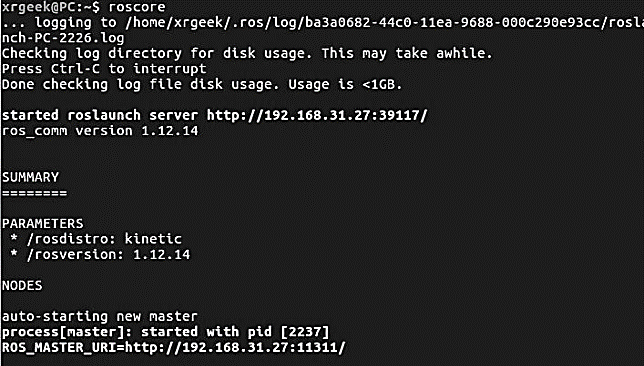 xrgeek@PC:~$ roscore
... logging to /home/xrgeek/.ros/log/ba3a0682-44c0-11ea-9688-000c290e93cc/rosla
nch-PC-2226.log
Checking log directory for disk usage. This may take awhile.
Press Ctrl-C to interrupt
Done checking log file disk usage. Usage is <1GB.
started roslaunch server http://192.168.31.27:39117/
ros_comm version 1.12.14
SUMMARY
========
PARAMETERS
* /rosdistro: kinetic
* /rosversion: 1.12.14
NODES
auto-starting new master
process[master]: started with pid [2237]
ROS_MASTER_URI=http://192.168.31.27:11311/